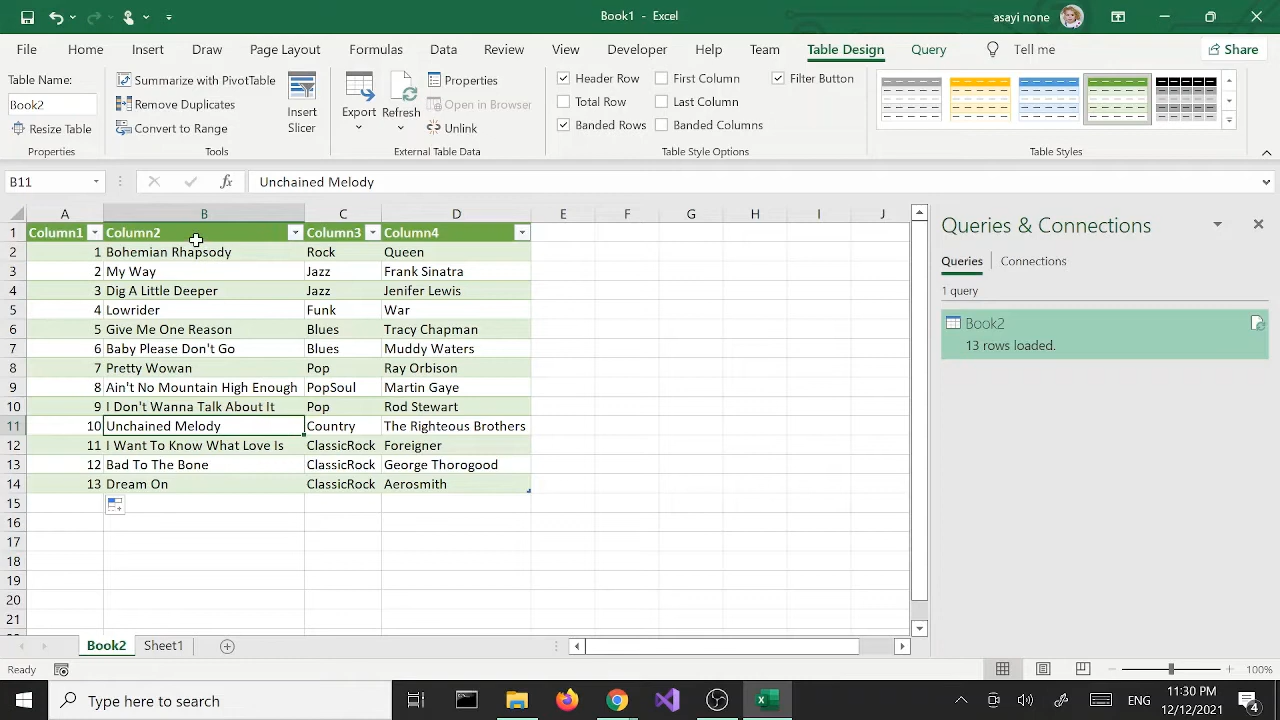 Book1 - Excel
asayi none
File Home Insert Draw Page Layout Formulas Data Review View Developer Help Team Table Design Query Tell me Share
Table Name:
Book2
Resize Table
Properties
Summarize with PivotTable
Remove Duplicates
Convert to Range
Insert Slicer
Tools
Export
Refresh
Properties
Open in Browser
Unlink
External Table Data
Header Row First Column Filter Button
Total Row Last Column
Banded Rows Banded Columns
Table Style Options
Table Styles
B11 fx Unchained Melody
A B C D E F G H I J
1 Column1 Column2 Column3 Column4
2 1 Bohemian Rhapsody Rock Queen
3 2 My Way Jazz Frank Sinatra
4 3 Dig A Little Deeper Jazz Jenifer Lewis
5 4 Lowrider Funk War
6 5 Give Me One Reason Blues Tracy Chapman
7 6 Baby Please Don't Go Blues Muddy Waters
8 7 Pretty Wowan Pop Ray Orbison
9 8 Ain't No Mountain High Enough PopSoul Martin Gaye
10 9 I Don't Wanna Talk About It Pop Rod Stewart
11 10 Unchained Melody Country The Righteous Brothers
12 11 I Want To Know What Love Is ClassicRock Foreigner
13 12 Bad To The Bone ClassicRock George Thorogood
14 13 Dream On ClassicRock Aerosmith
15
16
17
18
19
20
21
Queries & Connections
Queries Connections
1 query
Book2
13 rows loaded.
Book2 Sheet1
Ready 100%
Type here to search
ENG
11:30 PM
12/12/2021
4